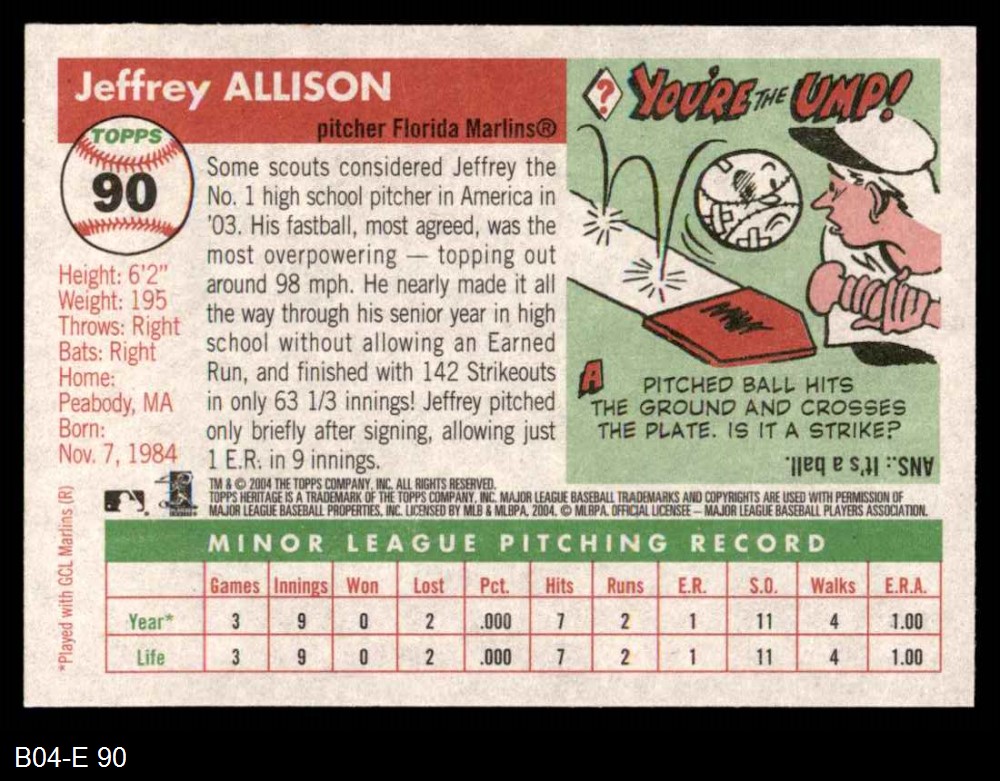 Jeffrey ALLISON
pitcher Florida Marlins®
TOPPS
90
Height: 6'2"
Weight: 195
Throws: Right
Bats: Right
Home:
Peabody, MA
Born:
Nov. 7, 1984
Some scouts considered Jeffrey the
No. 1 high school pitcher in America in
'03. His fastball, most agreed, was the
most overpowering — topping out
around 98 mph. He nearly made it all
the way through his senior year in high
school without allowing an Earned
Run, and finished with 142 Strikeouts
in only 63 1/3 innings! Jeffrey pitched
only briefly after signing, allowing just
1 E.R. in 9 innings.
? YOU'RE THE UMP!
A PITCHED BALL HITS
THE GROUND AND CROSSES
THE PLATE. IS IT A STRIKE?
ANS.: It's a ball.
TM & © 2004 THE TOPPS COMPANY, INC. ALL RIGHTS RESERVED.
TOPPS HERITAGE IS A TRADEMARK OF THE TOPPS COMPANY, INC. MAJOR LEAGUE BASEBALL TRADEMARKS AND COPYRIGHTS ARE USED WITH PERMISSION OF
MAJOR LEAGUE BASEBALL PROPERTIES, INC. LICENSED BY MLB & MLBPA, 2004. © MLBPA. OFFICIAL LICENSEE – MAJOR LEAGUE BASEBALL PLAYERS ASSOCIATION.
*Played with GCL Marlins (R)
MINOR LEAGUE PITCHING RECORD
Games Innings Won Lost Pct. Hits Runs E.R. S.O. Walks E.R.A.
Year* 3 9 0 2 .000 7 2 1 11 4 1.00
Life 3 9 0 2 .000 7 2 1 11 4 1.00
B04-E 90